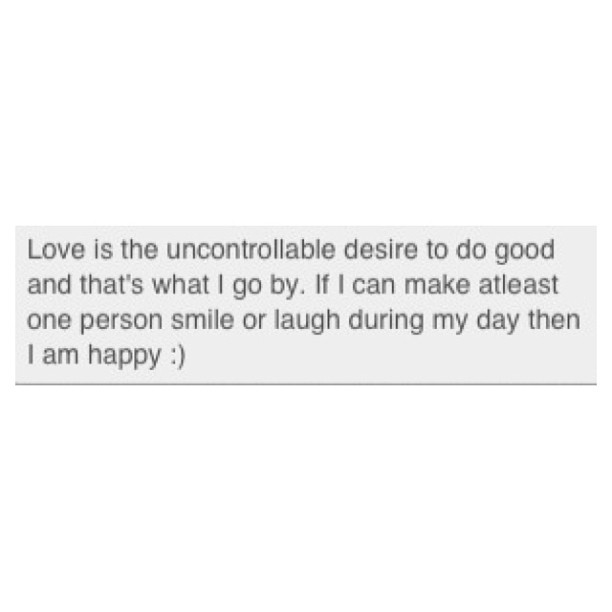 Love is the uncontrollable desire to do good
and that's what I go by. If I can make atleast
one person smile or laugh during my day then
I am happy :)